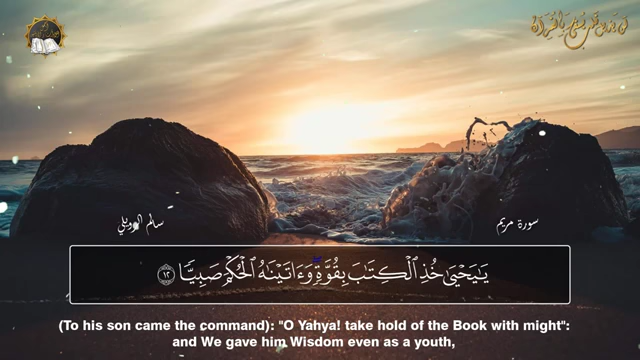 سالم الرويلي
سورة مريم
يَـٰيَحْيَىٰ خُذِ ٱلْكِتَـٰبَ بِقُوَّةٍۢ ۖ وَءَاتَيْنَـٰهُ ٱلْحُكْمَ صَبِيًّۭا ١٢
(To his son came the command): "O Yahya! take hold of the Book with might":
and We gave him Wisdom even as a youth,